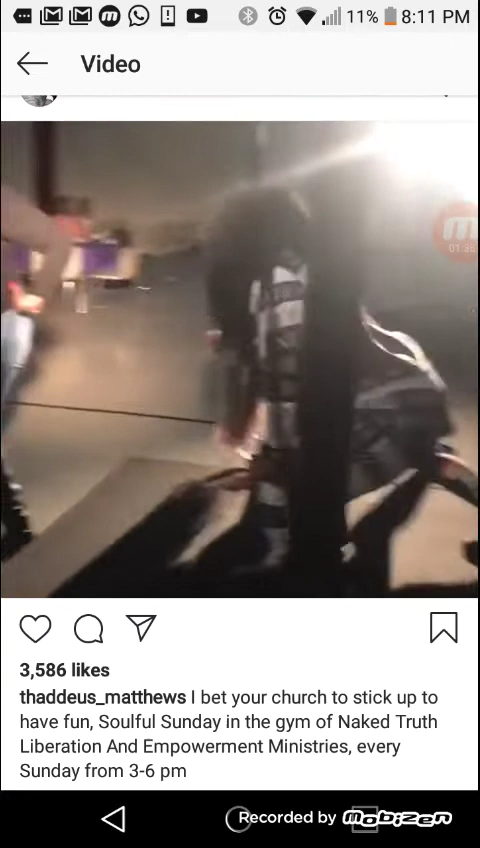 11% 8:11 PM
Video
01:35
3,586 likes
thaddeus_matthews I bet your church to stick up to
have fun, Soulful Sunday in the gym of Naked Truth
Liberation And Empowerment Ministries, every
Sunday from 3-6 pm
Recorded by Mobizen